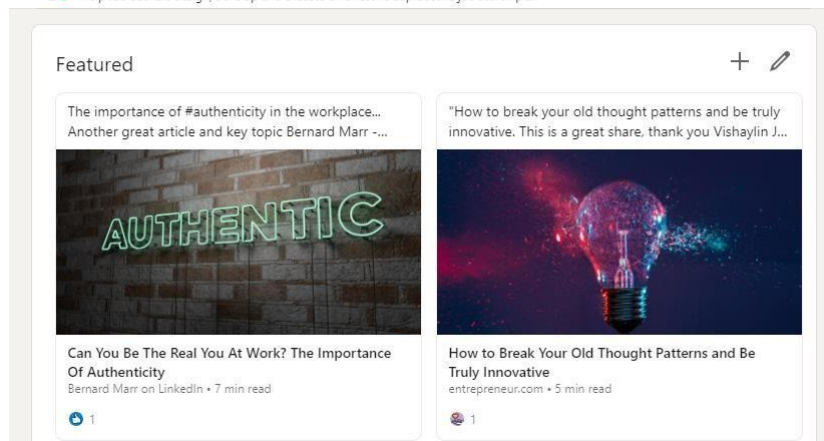 Featured
The importance of #authenticity in the workplace...
Another great article and key topic Bernard Marr -...
"How to break your old thought patterns and be truly
innovative. This is a great share, thank you Vishaylin J...
AUTHENTIC
Can You Be The Real You At Work? The Importance
Of Authenticity
Bernard Marr on LinkedIn • 7 min read
1
How to Break Your Old Thought Patterns and Be
Truly Innovative
entrepreneur.com • 5 min read
1